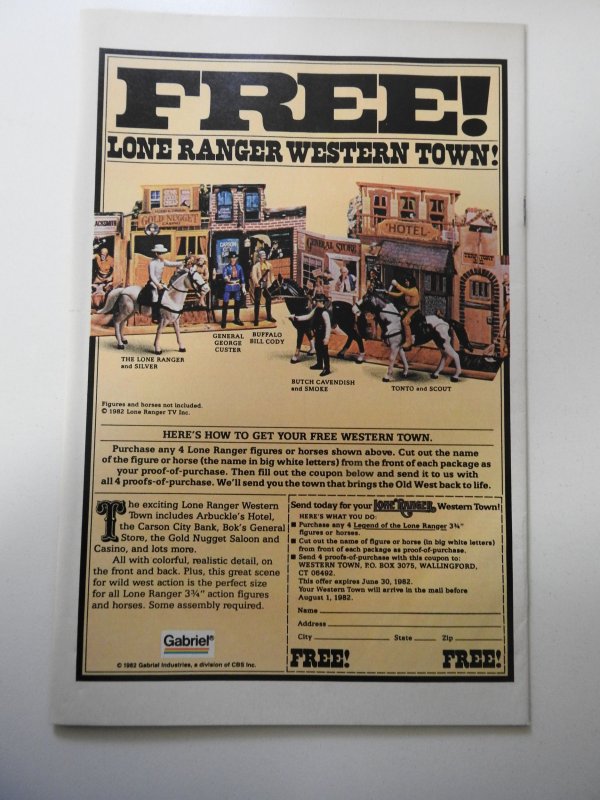 FREE!
LONE RANGER WESTERN TOWN!
GOLD NUGGET
CARSON
GENERAL STORE
HOTEL
THE LONE RANGER
and SILVER
GENERAL
GEORGE
CUSTER
BUFFALO
BILL CODY
BUTCH CAVENDISH
and SMOKE
TONTO and SCOUT
Figures and horses not included.
© 1982 Lone Ranger TV Inc.
HERE'S HOW TO GET YOUR FREE WESTERN TOWN.
Purchase any 4 Lone Ranger figures or horses shown above. Cut out the name
of the figure or horse (the name in big white letters) from the front of each package as
your proof-of-purchase. Then fill out the coupon below and send it to us with
all 4 proofs-of-purchase. We'll send you the town that brings the Old West back to life.
The exciting Lone Ranger Western
Town includes Arbuckle's Hotel,
the Carson City Bank, Bok's General
Store, the Gold Nugget Saloon and
Casino, and lots more.
All with colorful, realistic detail, on
the front and back. Plus, this great scene
for wild west action is the perfect size
for all Lone Ranger 3¾" action figures
and horses. Some assembly required.
Gabriel®
© 1982 Gabriel Industries, a division of CBS Inc.
Send today for your LONE RANGER Western Town!
HERE'S WHAT YOU DO:
■ Purchase any 4 Legend of the Lone Ranger 3¾"
figures or horses.
■ Cut out name of figure or horse (in big white letters)
from front of each package as proof-of-purchase.
■ Send 4 proofs-of-purchase with this coupon to:
WESTERN TOWN, P.O. BOX 3075, WALLINGFORD,
CT 06492.
This offer expires June 30, 1982.
Your Western Town will arrive in the mail before
August 1, 1982.
Name
Address
City State Zip
FREE! FREE!